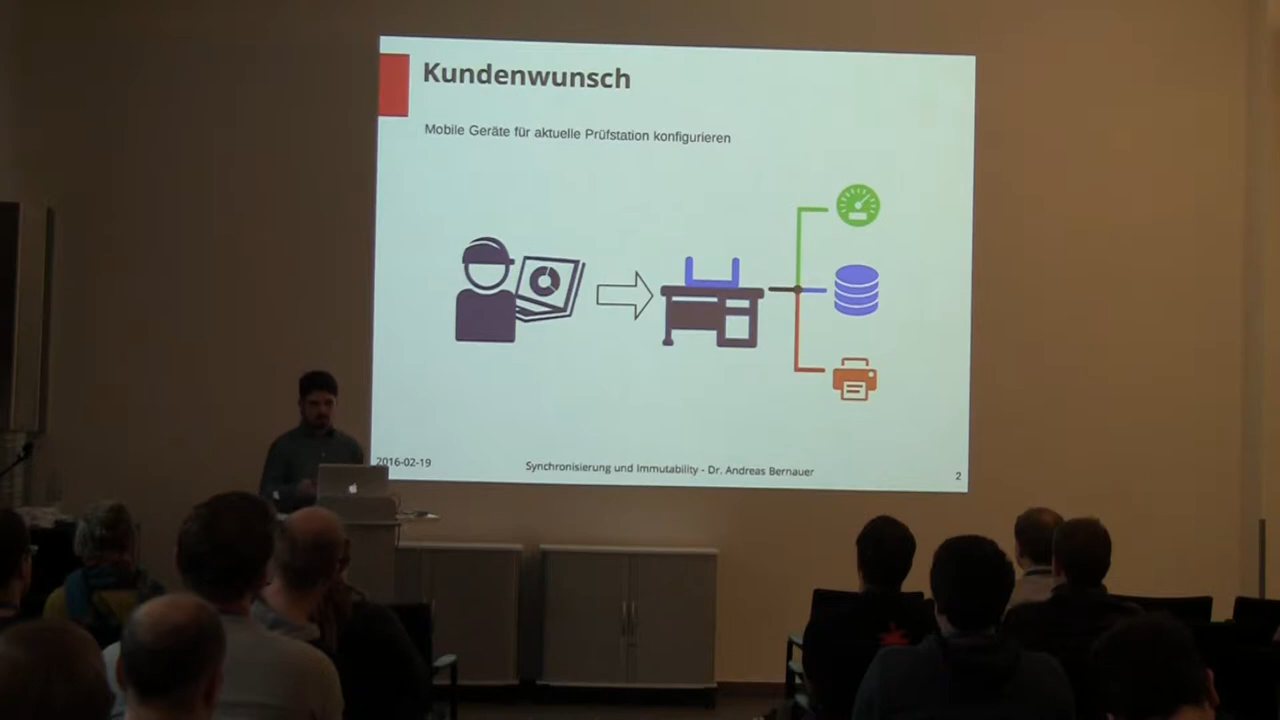 Kundenwunsch
Mobile Geräte für aktuelle Prüfstation konfigurieren
2016-02-19
Synchronisierung und Immutability - Dr. Andreas Bernauer
2